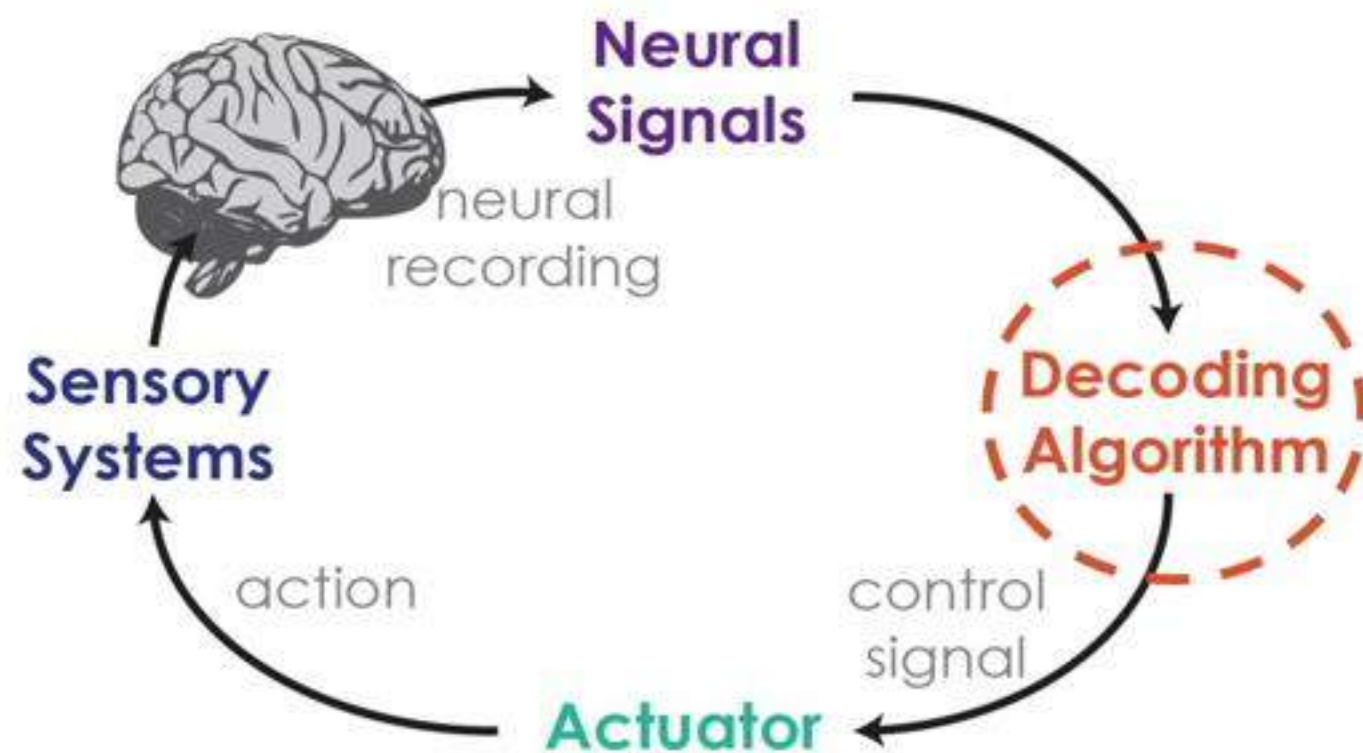 Neural
Signals
neural
recording
Decoding
Algorithm
control
signal
Actuator
action
Sensory
Systems